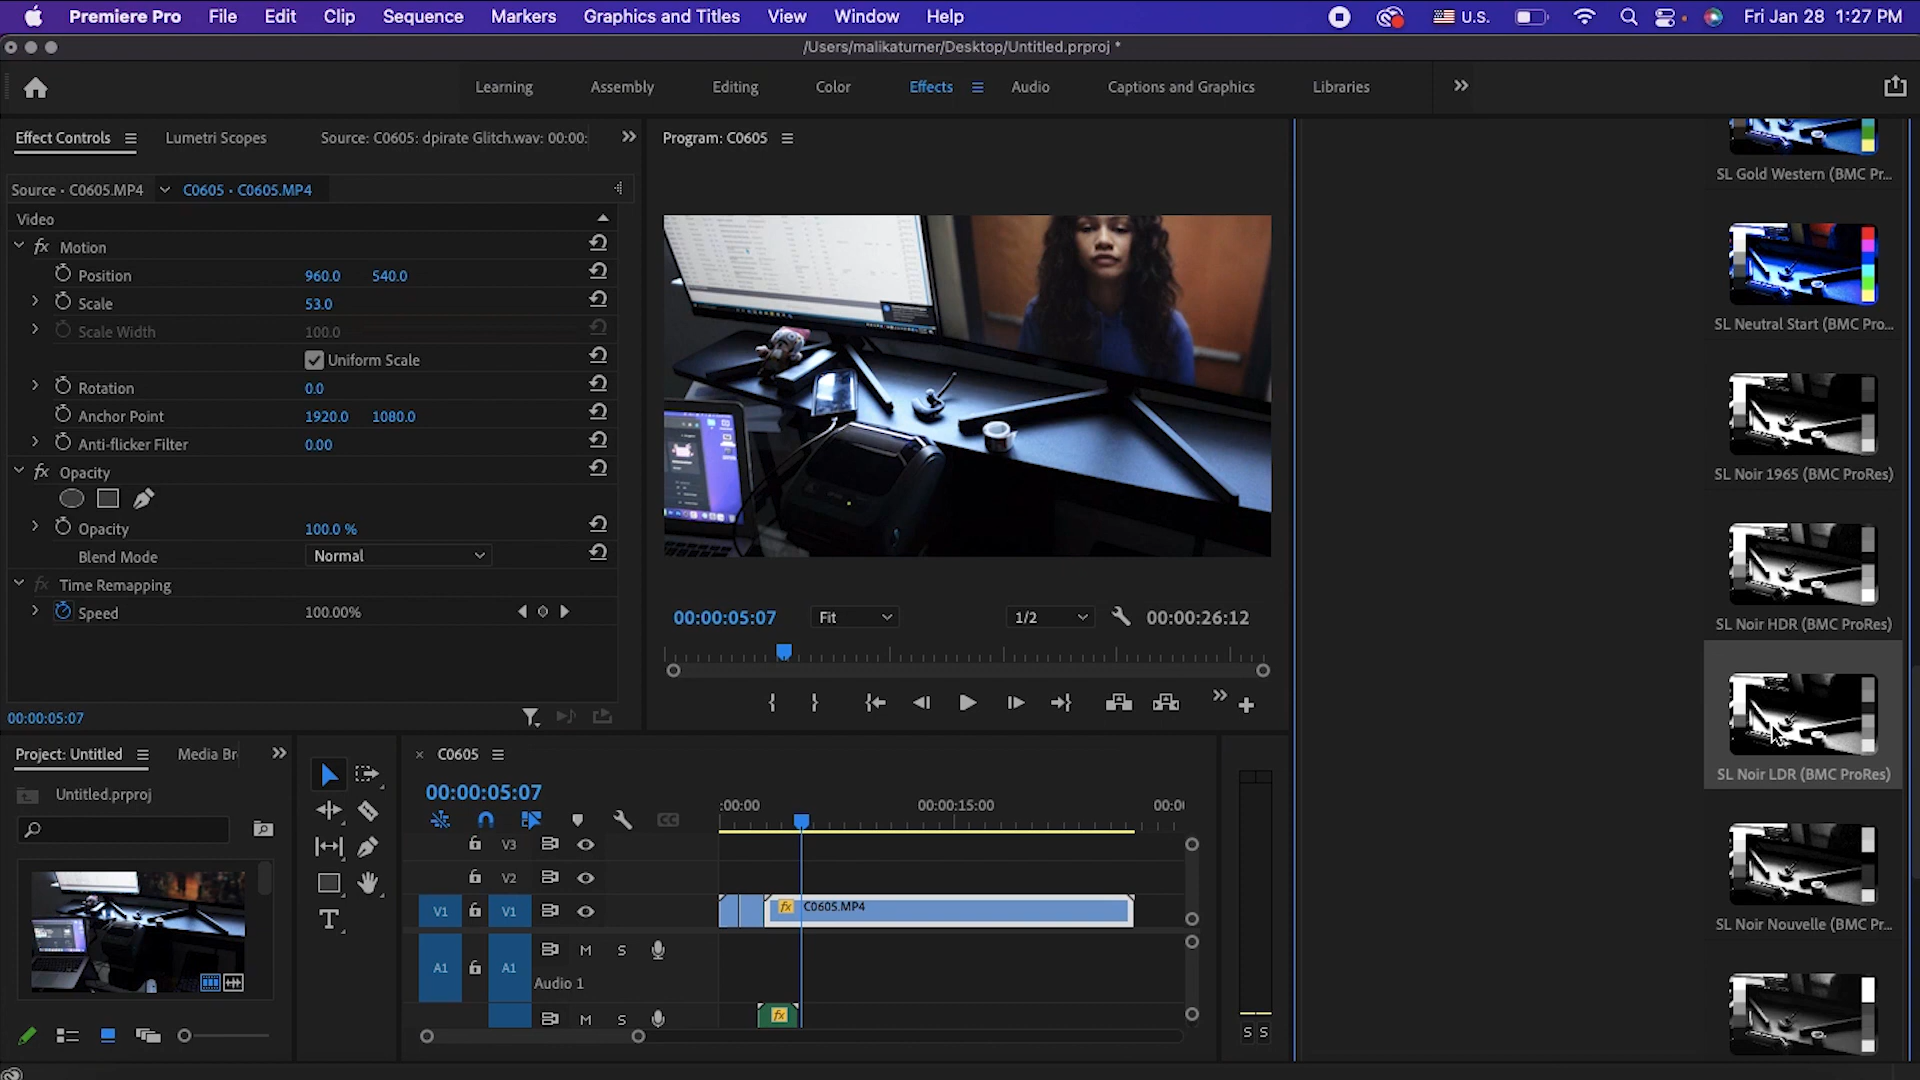 Premiere Pro File Edit Clip Sequence Markers Graphics and Titles View Window Help U.S. Fri Jan 28 1:27 PM
/Users/malikaturner/Desktop/Untitled.prproj *
Learning Assembly Editing Color Effects Audio Captions and Graphics Libraries
Effect Controls Lumetri Scopes Source: C0605: dpirate Glitch.wav: 00:00: Program: C0605
Source • C0605.MP4 C0605 • C0605.MP4
Video
Motion
Position 960.0 540.0
Scale 53.0
Scale Width 100.0
Uniform Scale
Rotation 0.0
Anchor Point 1920.0 1080.0
Anti-flicker Filter 0.00
Opacity
Opacity 100.0 %
Blend Mode Normal
Time Remapping
Speed 100.00%
00:00:05:07
00:00:05:07 Fit 1/2 00:00:26:12
SL Gold Western (BMC Pr...
SL Neutral Start (BMC Pro...
SL Noir 1965 (BMC ProRes)
SL Noir HDR (BMC ProRes)
SL Noir LDR (BMC ProRes)
SL Noir Nouvelle (BMC Pr...
Project: Untitled Media Br
Untitled.prproj
C0605
00:00:05:07
:00:00 00:00:15:00 00:0
V3
V2
V1 V1 fx C0605.MP4
A1 A1 M S
Audio 1
M S fx
S S